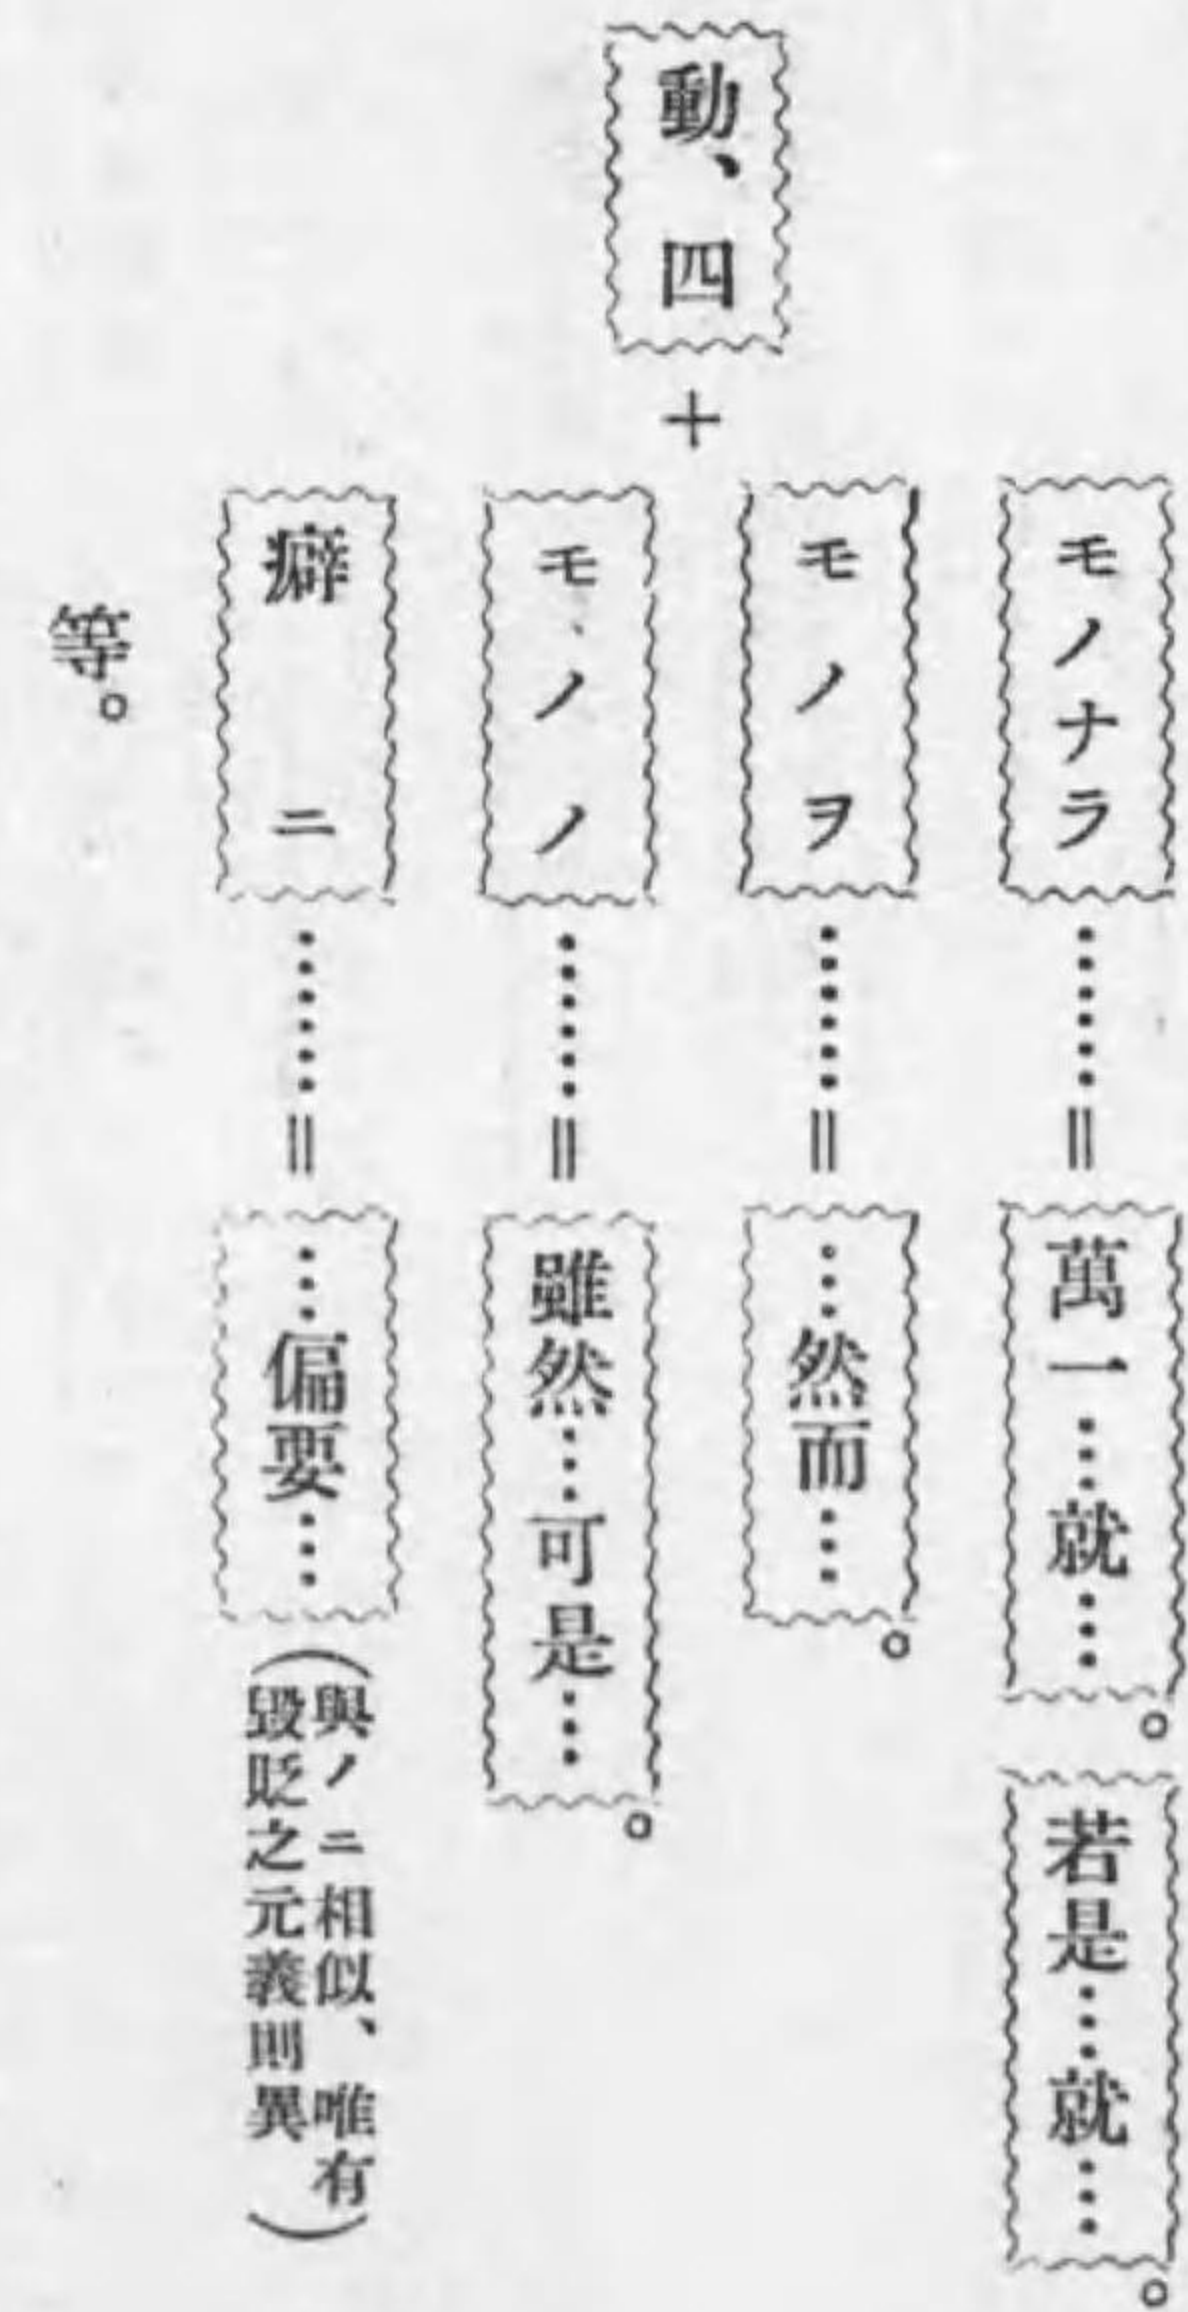 動、四
＋
モノナラ……＝萬一…就…。若是…就…。
モノヲ……＝…然而…。
モノノ……＝雖然…可是…。
癖ニ……＝…偏要…
（與ノニ相似、唯有
毀貶之元義則異）
等。